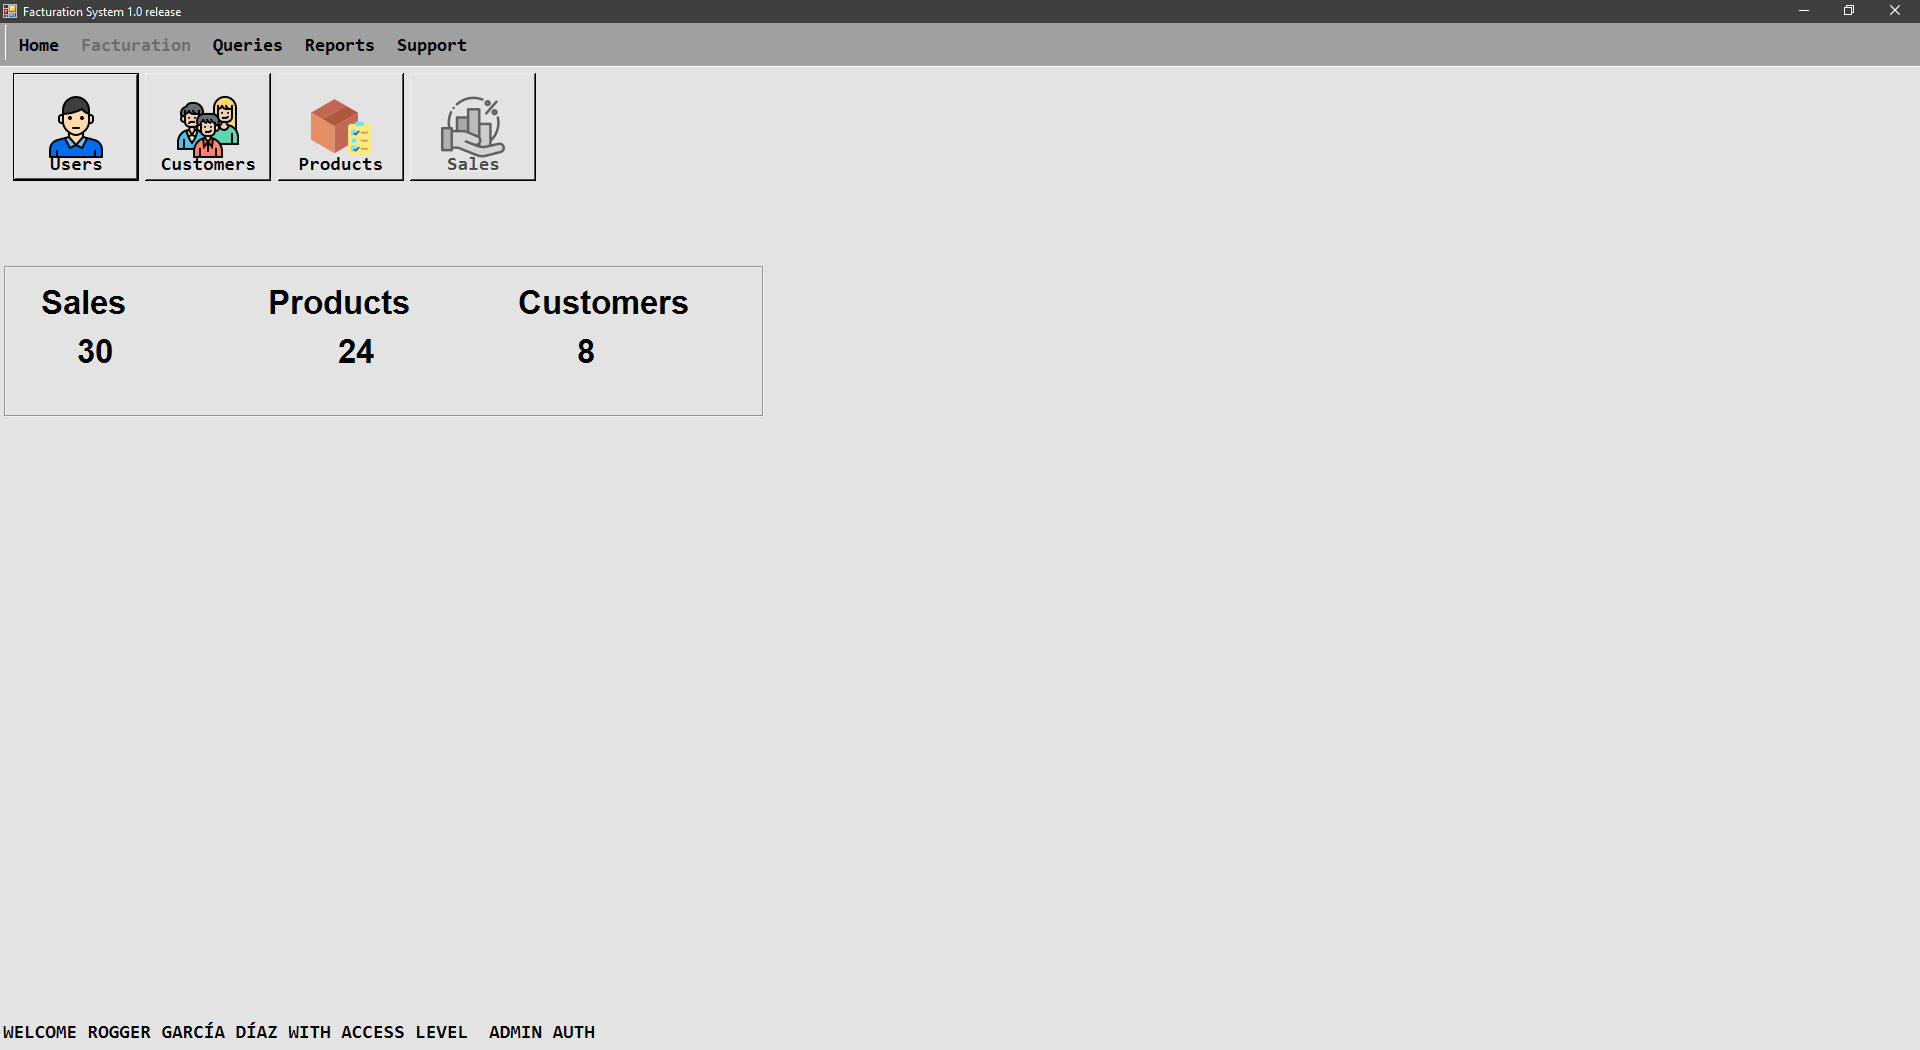 Facturation System 1.0 release
Home Facturation Queries Reports Support
Users Customers Products Sales
Sales Products Customers
30 24 8
WELCOME ROGGER GARCÍA DÍAZ WITH ACCESS LEVEL ADMIN AUTH